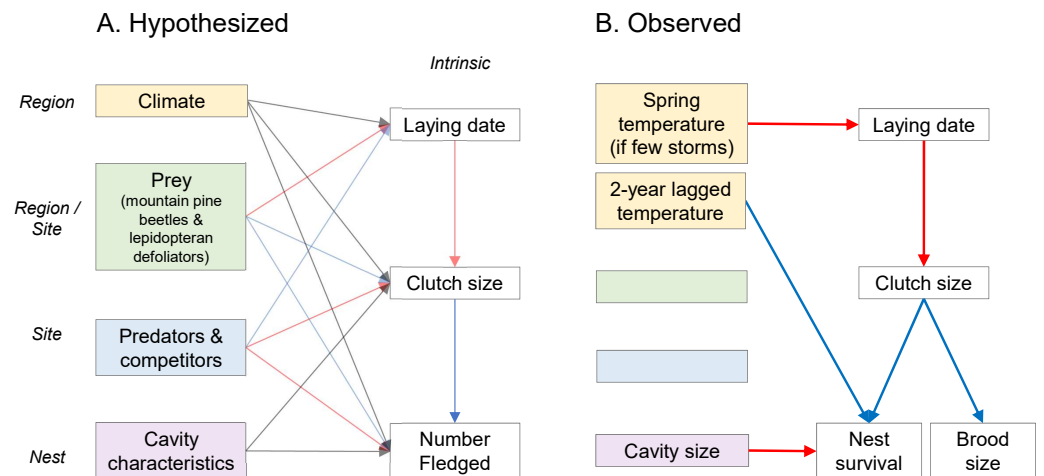 A. Hypothesized
Intrinsic
Region
Climate
Laying date
Region /
Site
Prey
(mountain pine
beetles &
lepidopteran
defoliators)
Clutch size
Site
Predators &
competitors
Nest
Cavity
characteristics
Number
Fledged
B. Observed
Spring
temperature
(if few storms)
Laying date
2-year lagged
temperature
Clutch size
Cavity size
Nest
survival
Brood
size